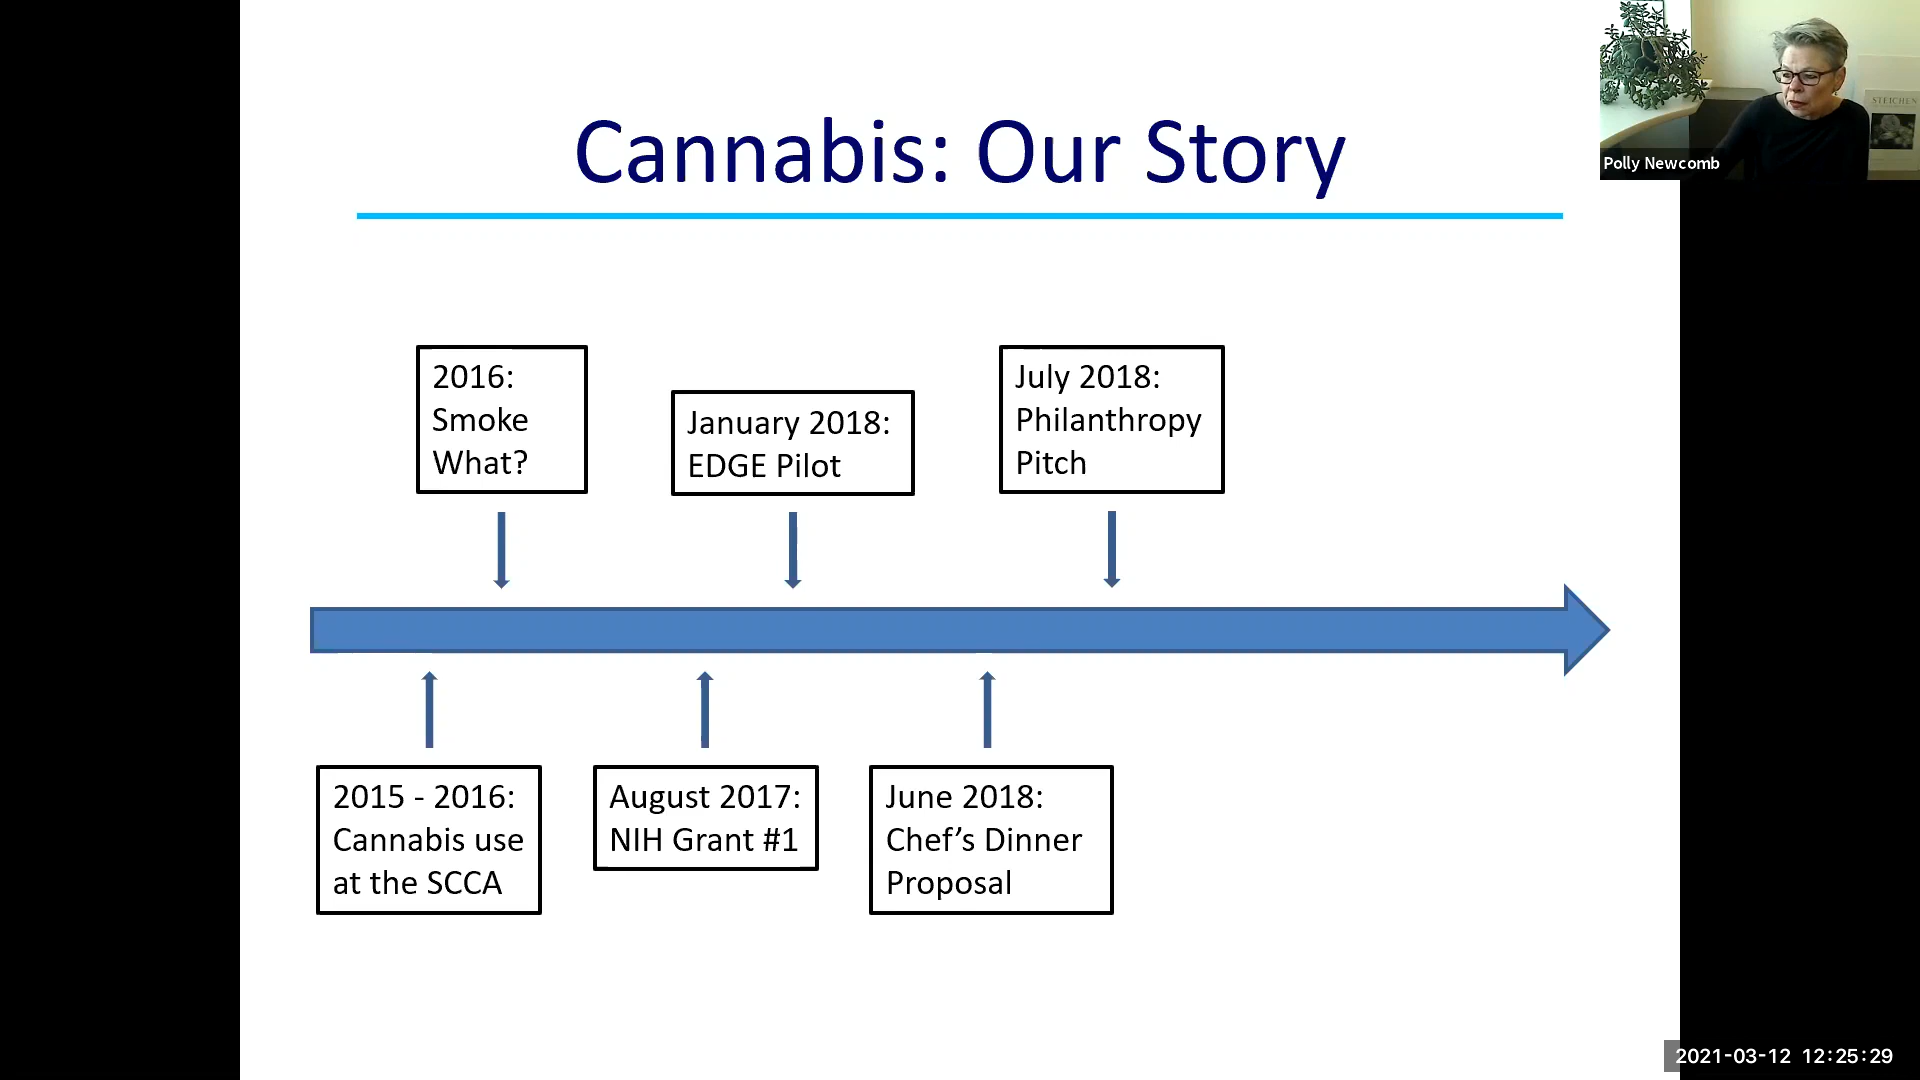 Cannabis: Our Story
STEICHEN
Polly Newcomb
2016:
Smoke
What?
January 2018:
EDGE Pilot
July 2018:
Philanthropy
Pitch
2015 - 2016:
Cannabis use
at the SCCA
August 2017:
NIH Grant #1
June 2018:
Chef’s Dinner
Proposal
2021-03-12 12:25:29